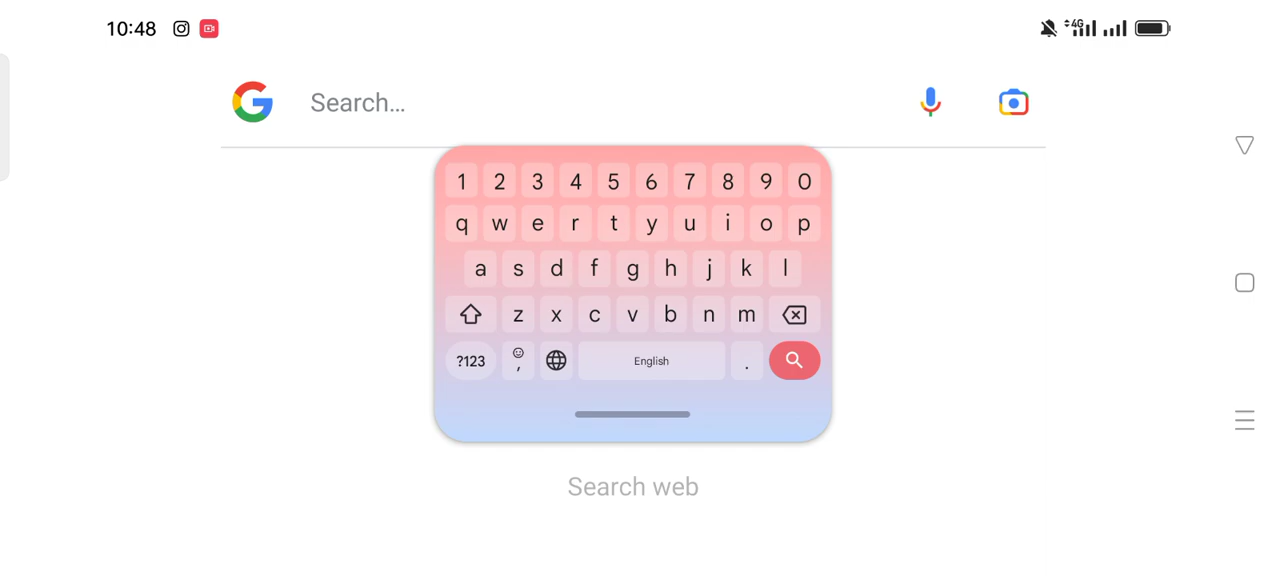 10:48 4G
Search...
1 2 3 4 5 6 7 8 9 0
q w e r t y u i o p
a s d f g h j k l
z x c v b n m
?123 , English .
Search web